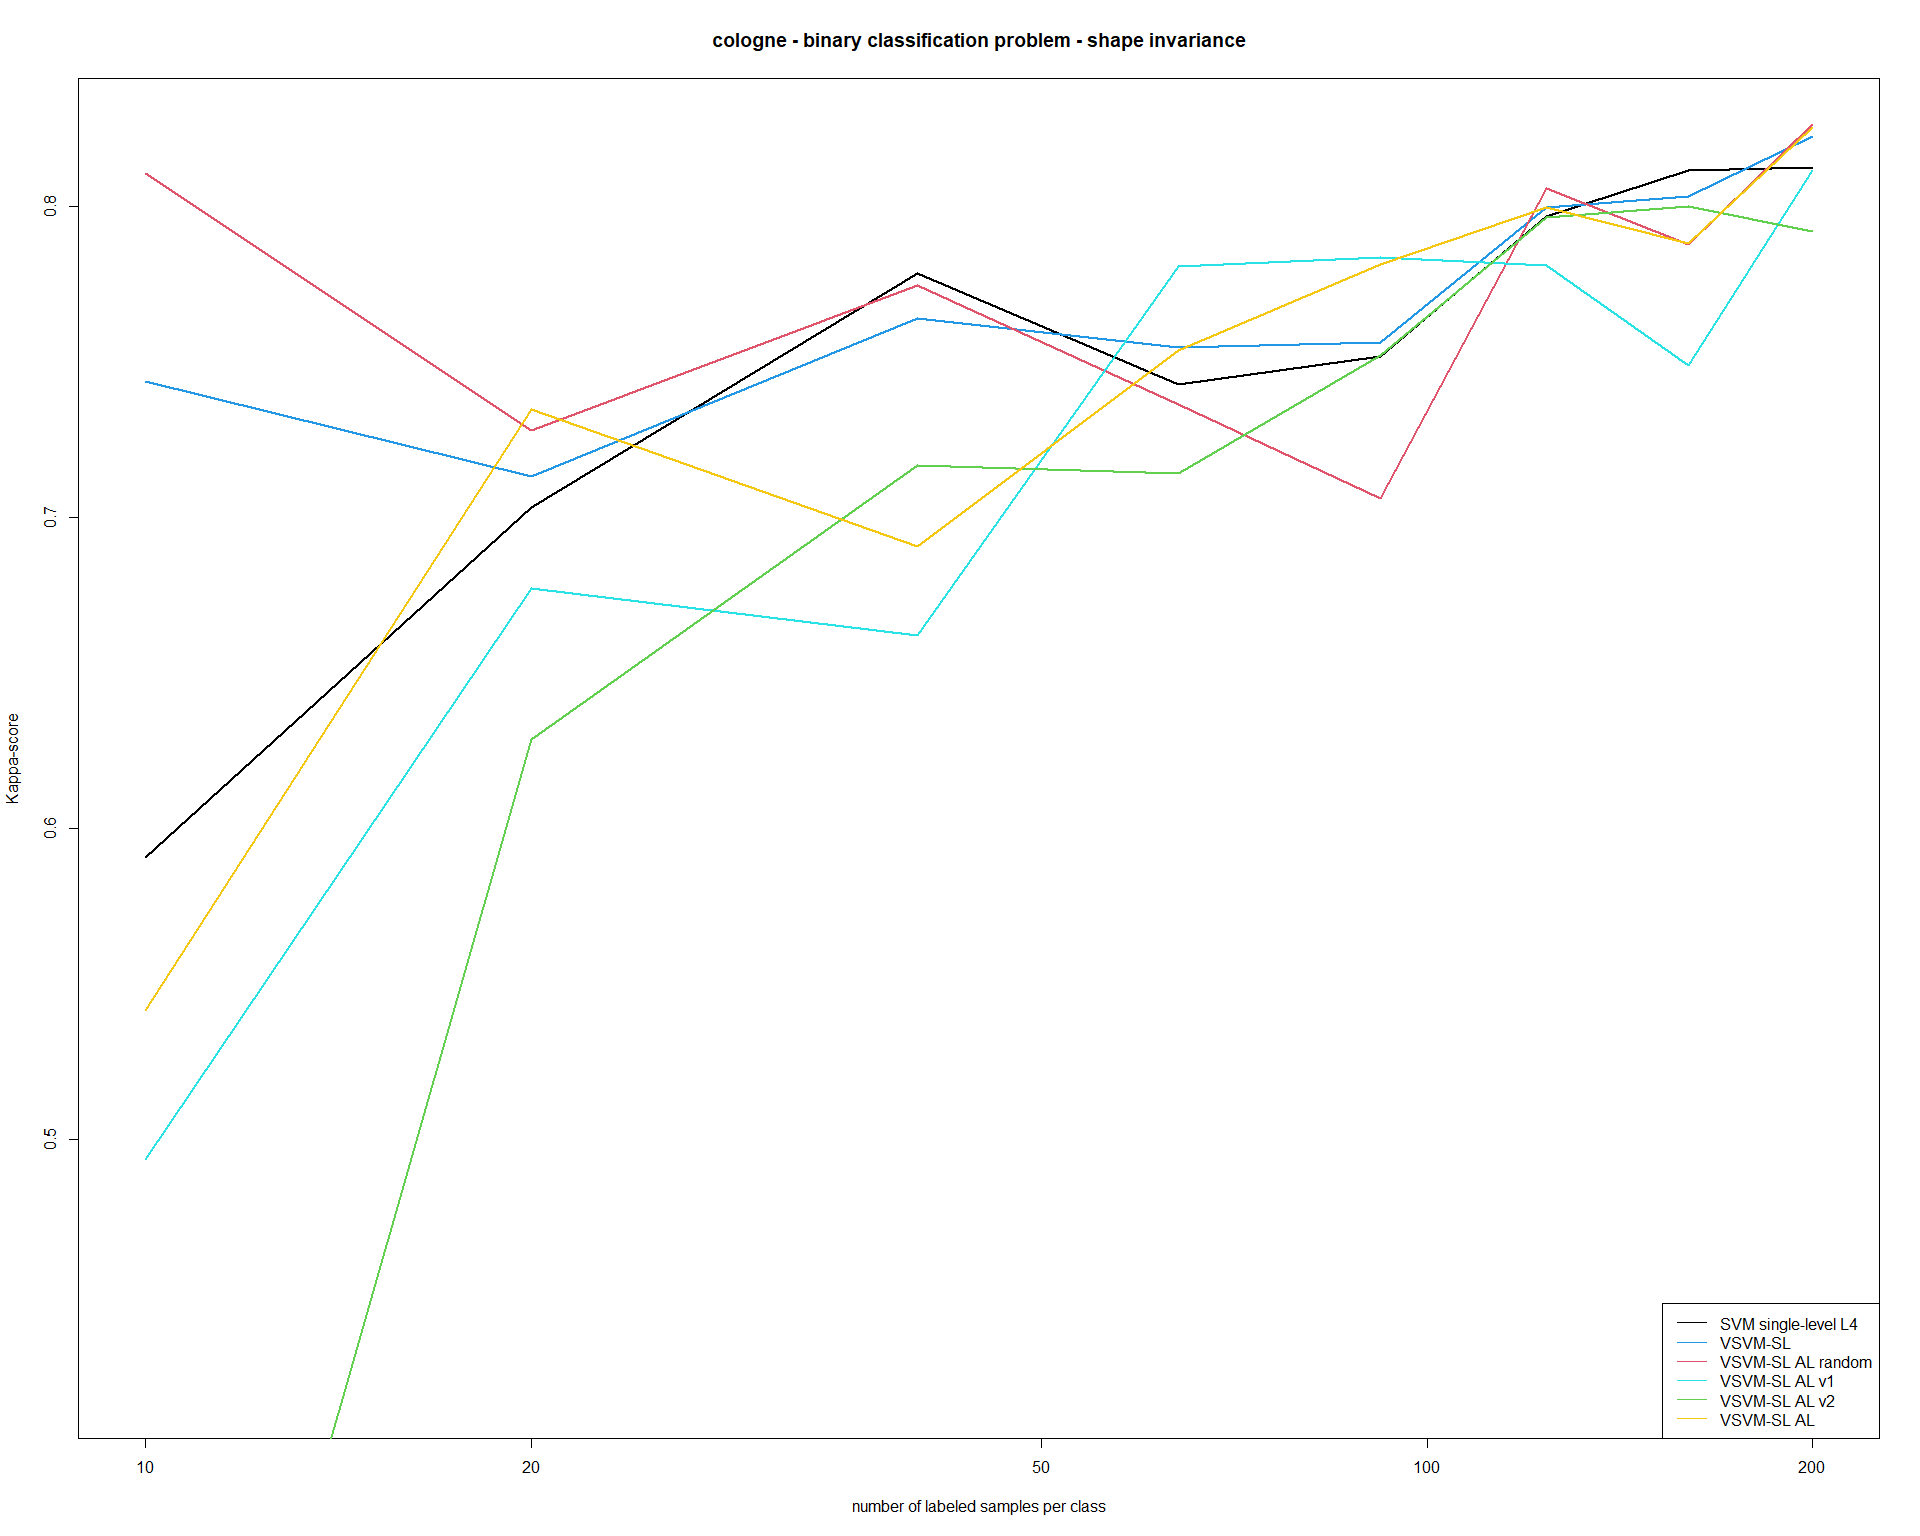 cologne - binary classification problem - shape invariance
0.8
0.7
0.6
0.5
Kappa-score
10
20
50
100
200
number of labeled samples per class
SVM single-level L4
VSVM-SL
VSVM-SL AL random
VSVM-SL AL v1
VSVM-SL AL v2
VSVM-SL AL